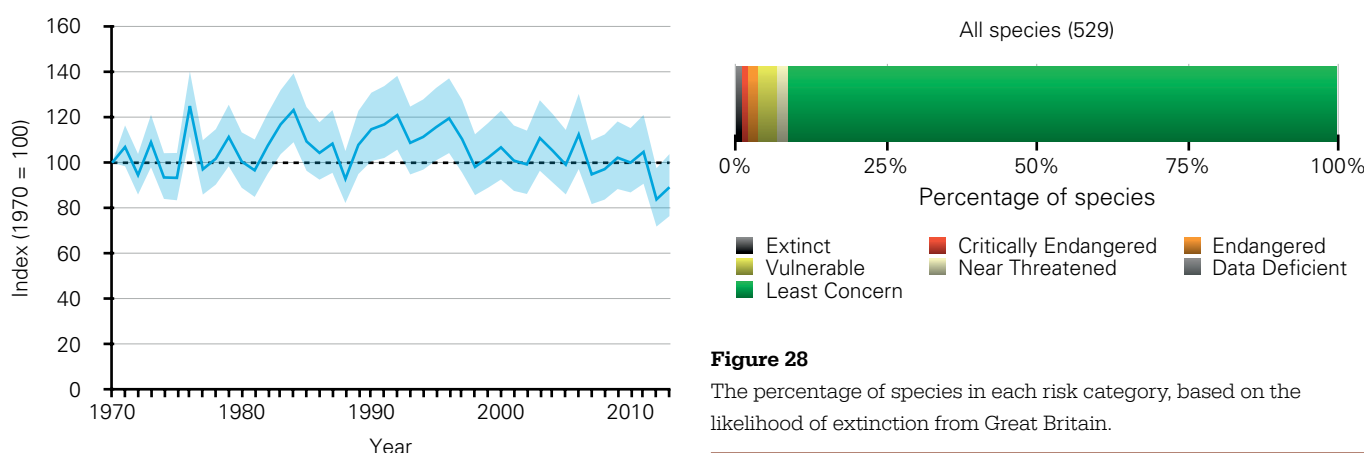 160
140
120
100
80
60
40
20
0
Index (1970 = 100)
1970
1980
1990
2000
2010
Year
All species (529)
0%
25%
50%
75%
100%
Percentage of species
Extinct
Critically Endangered
Endangered
Vulnerable
Near Threatened
Data Deficient
Least Concern
Figure 28
The percentage of species in each risk category, based on the
likelihood of extinction from Great Britain.